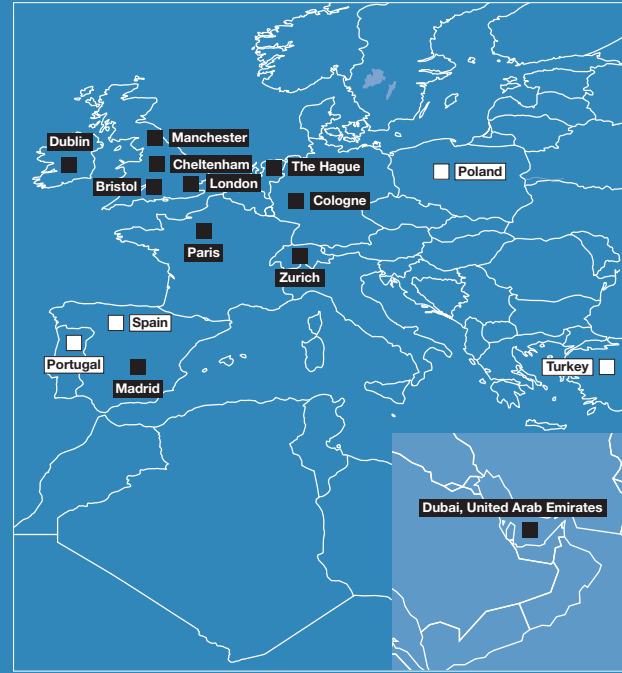 Manchester
Dublin
Cheltenham
The Hague
Poland
London
Bristol
Cologne
Paris
Zurich
Spain
Portugal
Turkey
Madrid
Dubai, United Arab Emirates